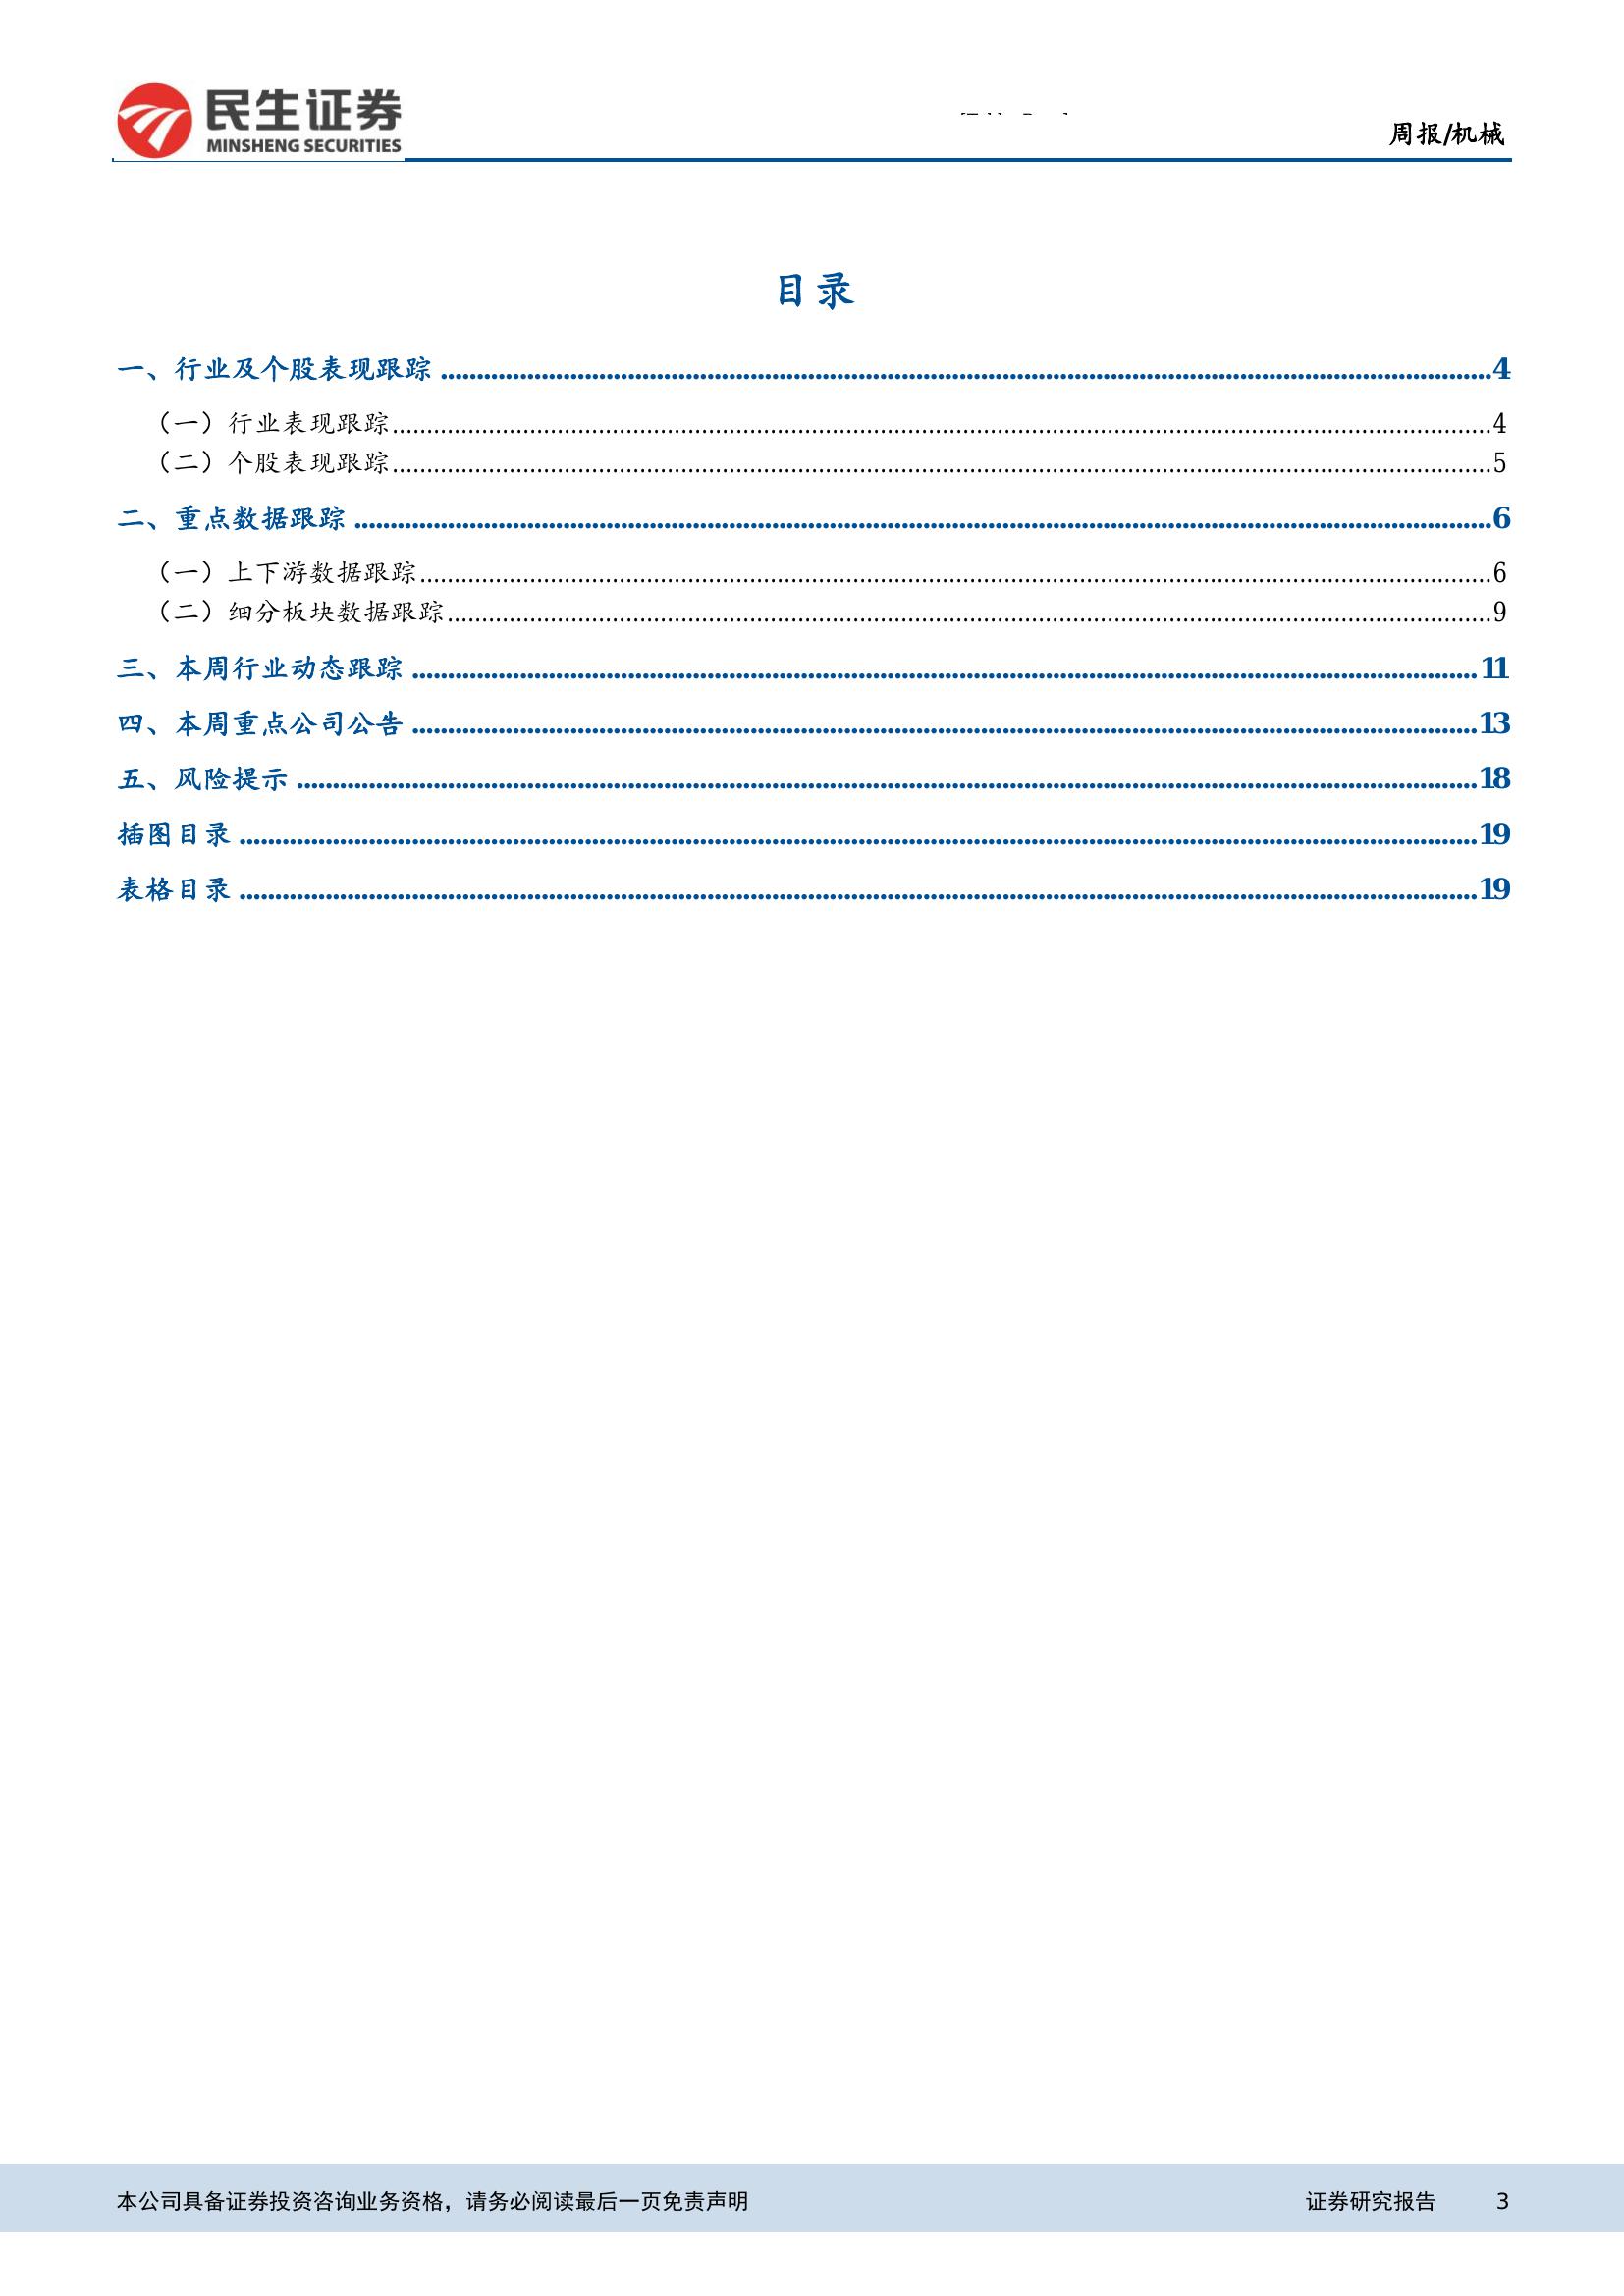 民生证券
MINSHENG SECURITIES
周报/机械
目录
一、行业及个股表现跟踪 ........ 4
（一）行业表现跟踪 ........ 4
（二）个股表现跟踪 ........ 5
二、重点数据跟踪 ........ 6
（一）上下游数据跟踪 ........ 6
（二）细分板块数据跟踪 ........ 9
三、本周行业动态跟踪 ........ 11
四、本周重点公司公告 ........ 13
五、风险提示 ........ 18
插图目录 ........ 19
表格目录 ........ 19
本公司具备证券投资咨询业务资格，请务必阅读最后一页免责声明 证券研究报告 3